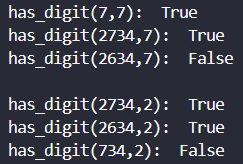 has_digit(7,7):  True
has_digit(2734,7):  True
has_digit(2634,7):  False

has_digit(2734,2):  True
has_digit(2634,2):  True
has_digit(734,2):  False